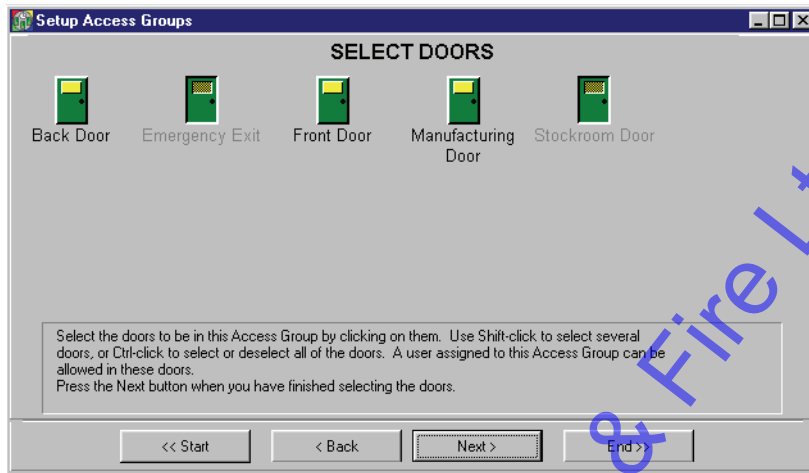 Setup Access Groups
SELECT DOORS
Back Door
Emergency Exit
Front Door
Manufacturing
Door
Stockroom Door
Select the doors to be in this Access Group by clicking on them. Use Shift-click to select several
doors, or Ctrl-click to select or deselect all of the doors. A user assigned to this Access Group can be
allowed in these doors.
Press the Next button when you have finished selecting the doors.
<< Start
< Back
Next >
End >>
& Fire